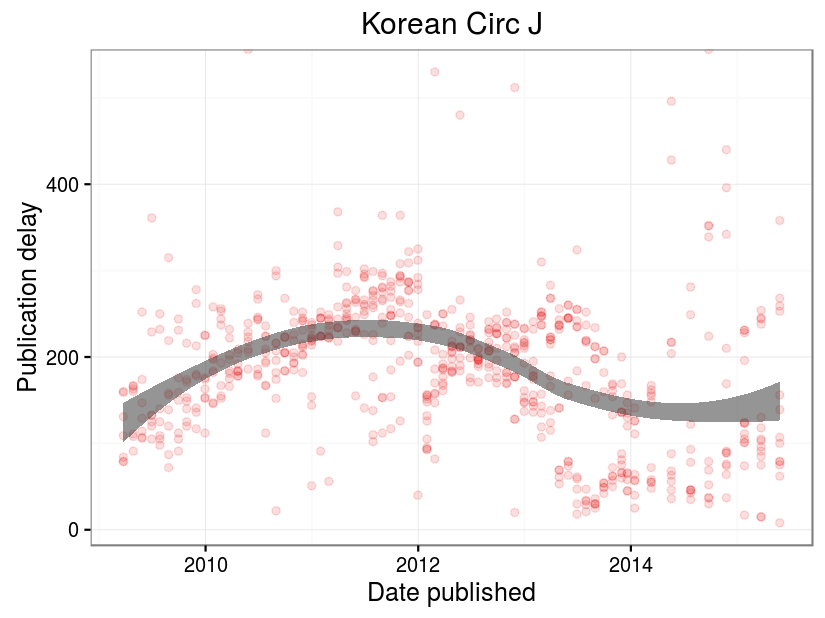 Korean Circ J
Publication delay
400
200
0
2010 2012 2014
Date published